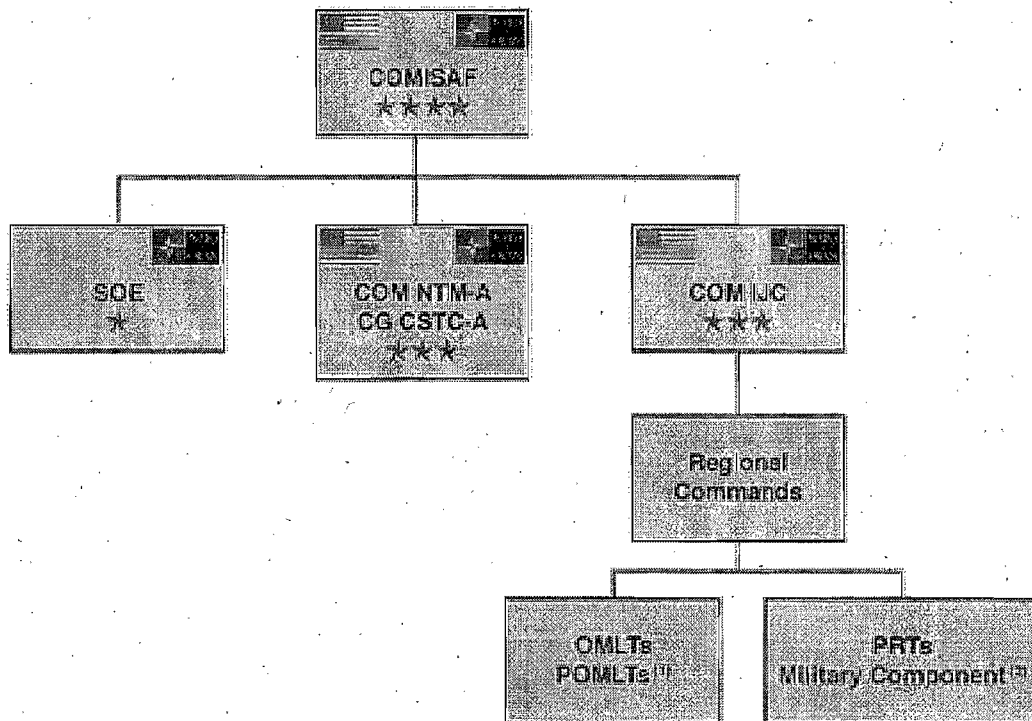 COMISAF
SOE
COM NTM-A
CG CSTC-A
COM IJC
Regional
Commands
OMLTs
POMLTs
PRTs
Military Component